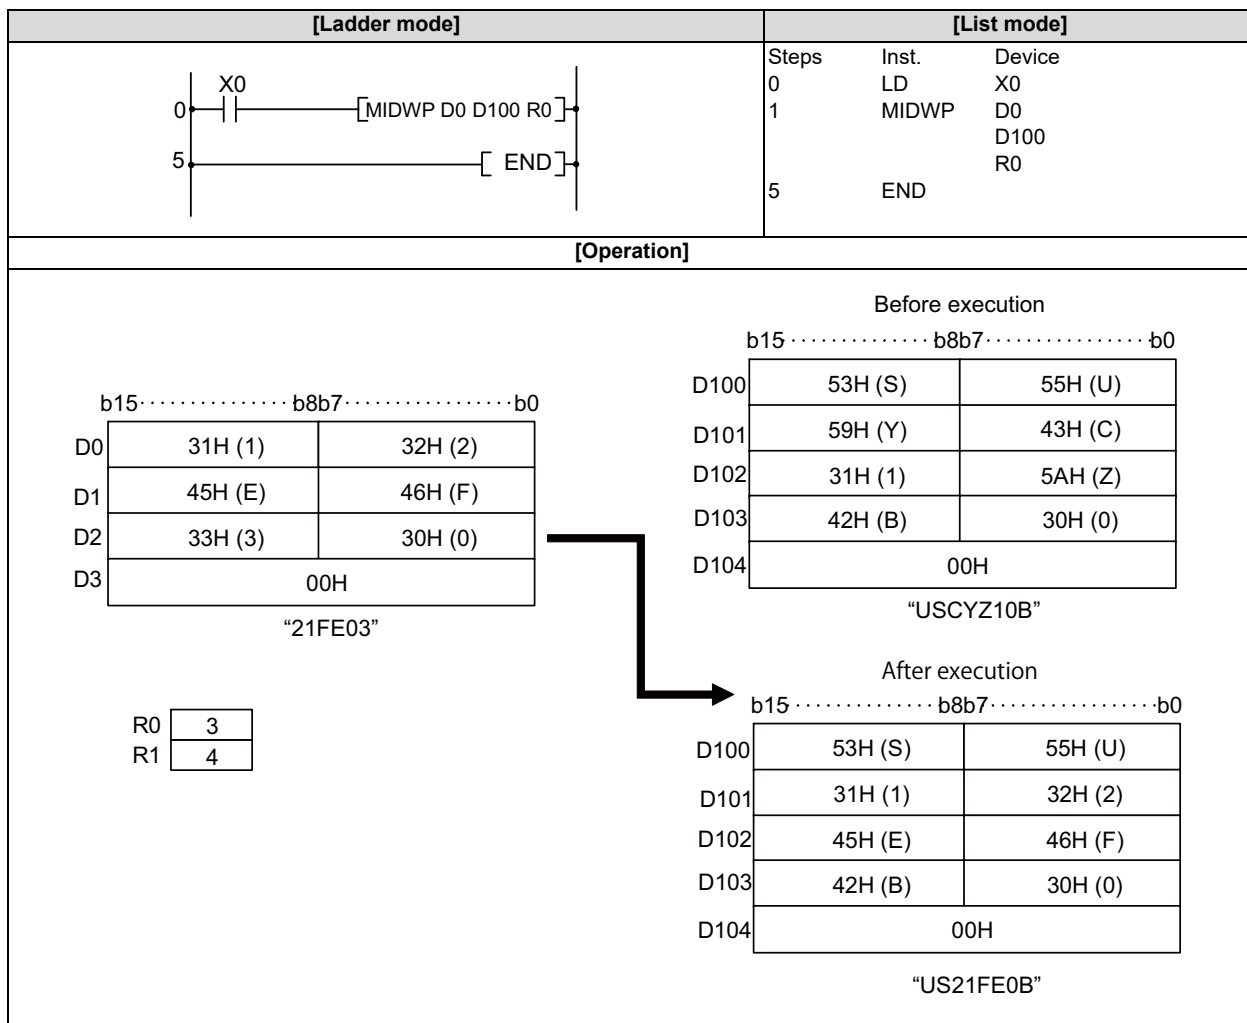 [Ladder mode] [List mode]
Steps Inst. Device
0 LD X0
1 MIDWP D0
D100
R0
5 END
X0
0 [MIDWP D0 D100 R0]
5 [ END]
[Operation]
Before execution
b15 b8b7 b0
D100 53H (S) 55H (U)
D101 59H (Y) 43H (C)
D102 31H (1) 5AH (Z)
D103 42H (B) 30H (0)
D104 00H
“USCYZ10B”
b15 b8b7 b0
D0 31H (1) 32H (2)
D1 45H (E) 46H (F)
D2 33H (3) 30H (0)
D3 00H
“21FE03”
R0 3
R1 4
After execution
b15 b8b7 b0
D100 53H (S) 55H (U)
D101 31H (1) 32H (2)
D102 45H (E) 46H (F)
D103 42H (B) 30H (0)
D104 00H
“US21FE0B”